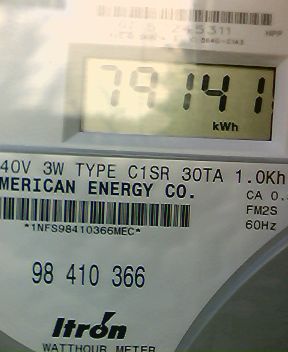 79141
kWh
40V 3W TYPE C1SR 30TA 1.0Kh
MERICAN ENERGY CO.
CA 0.
FM2S
60Hz
*1NFS98410366MEC*
98 410 366
Itron
WATTHOUR METER